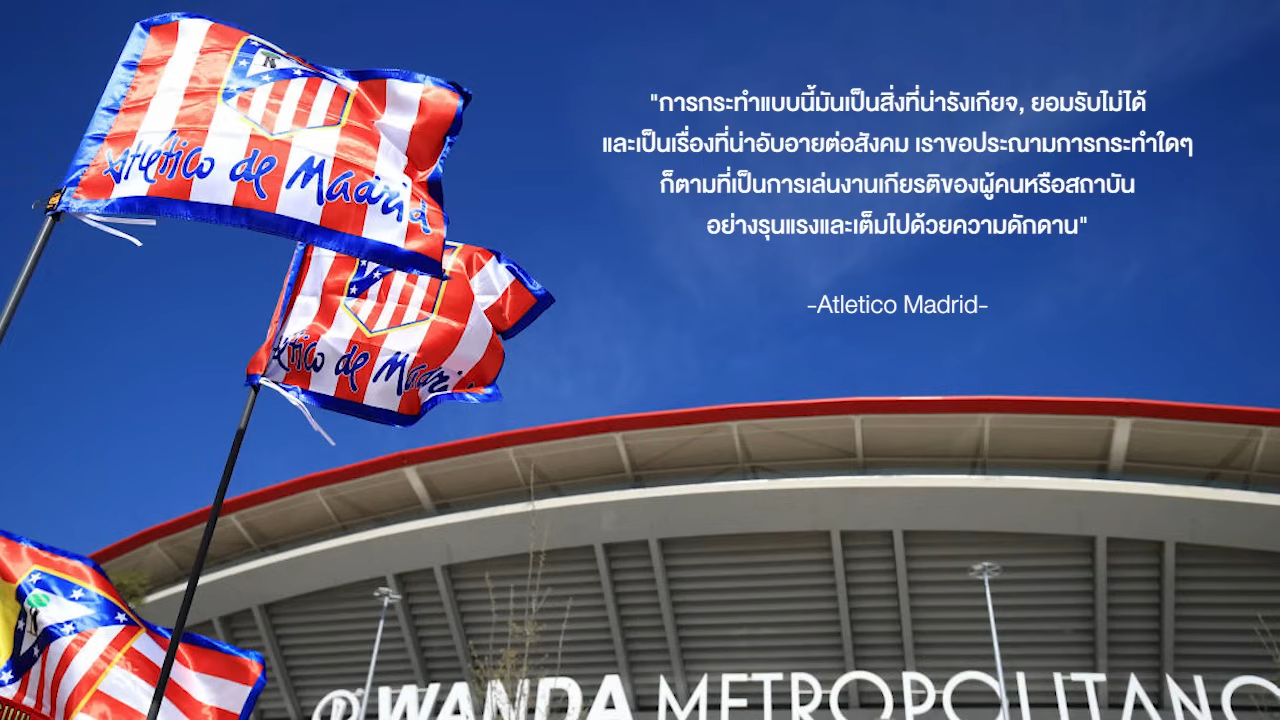 "การกระทำแบบนี้มันเป็นสิ่งที่น่ารังเกียจ, ยอมรับไม่ได้
และเป็นเรื่องที่น่าอับอายต่อสังคม เราขอประณามการกระทำใดๆ
ก็ตามที่เป็นการเล่นงานเกียรติของผู้คนหรือสถาบัน
อย่างรุนแรงและเต็มไปด้วยความดักดาน"
-Atletico Madrid-
Atlético de Madrid
Atlético de Madrid
WANDA METROPOLITANO